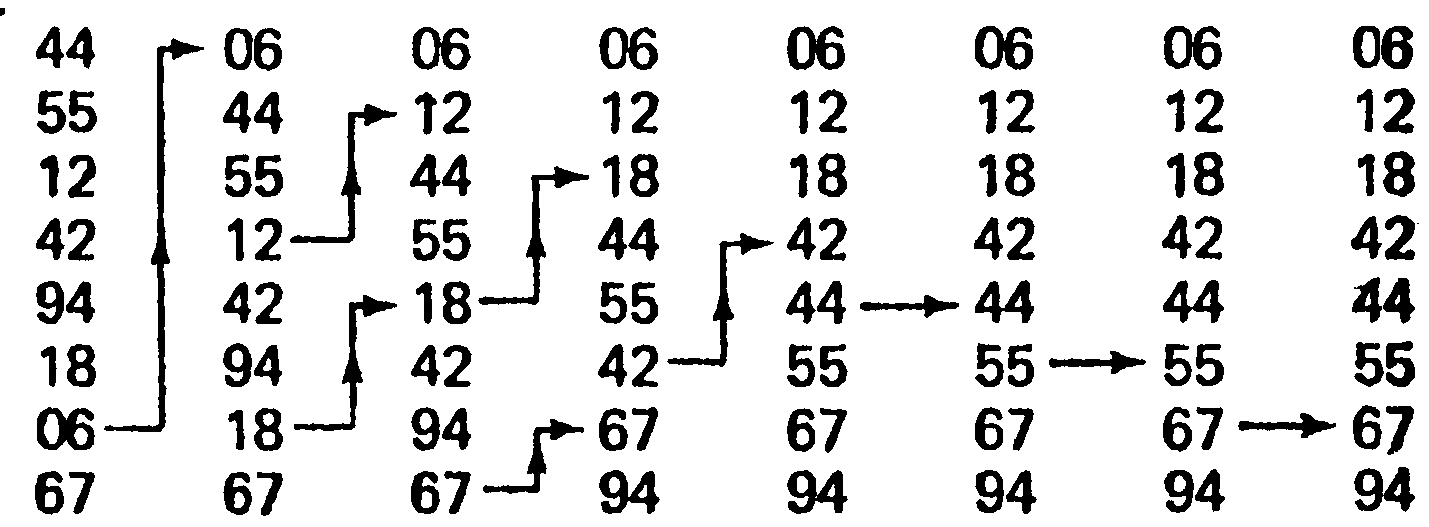 44 06 06 06 06 06 06 06
55 44 12 12 12 12 12 12
12 55 44 18 18 18 18 18
42 12 55 44 42 42 42 42
94 42 18 55 44 44 44 44
18 94 42 42 55 55 55 55
06 18 94 67 67 67 67 67
67 67 67 94 94 94 94 94